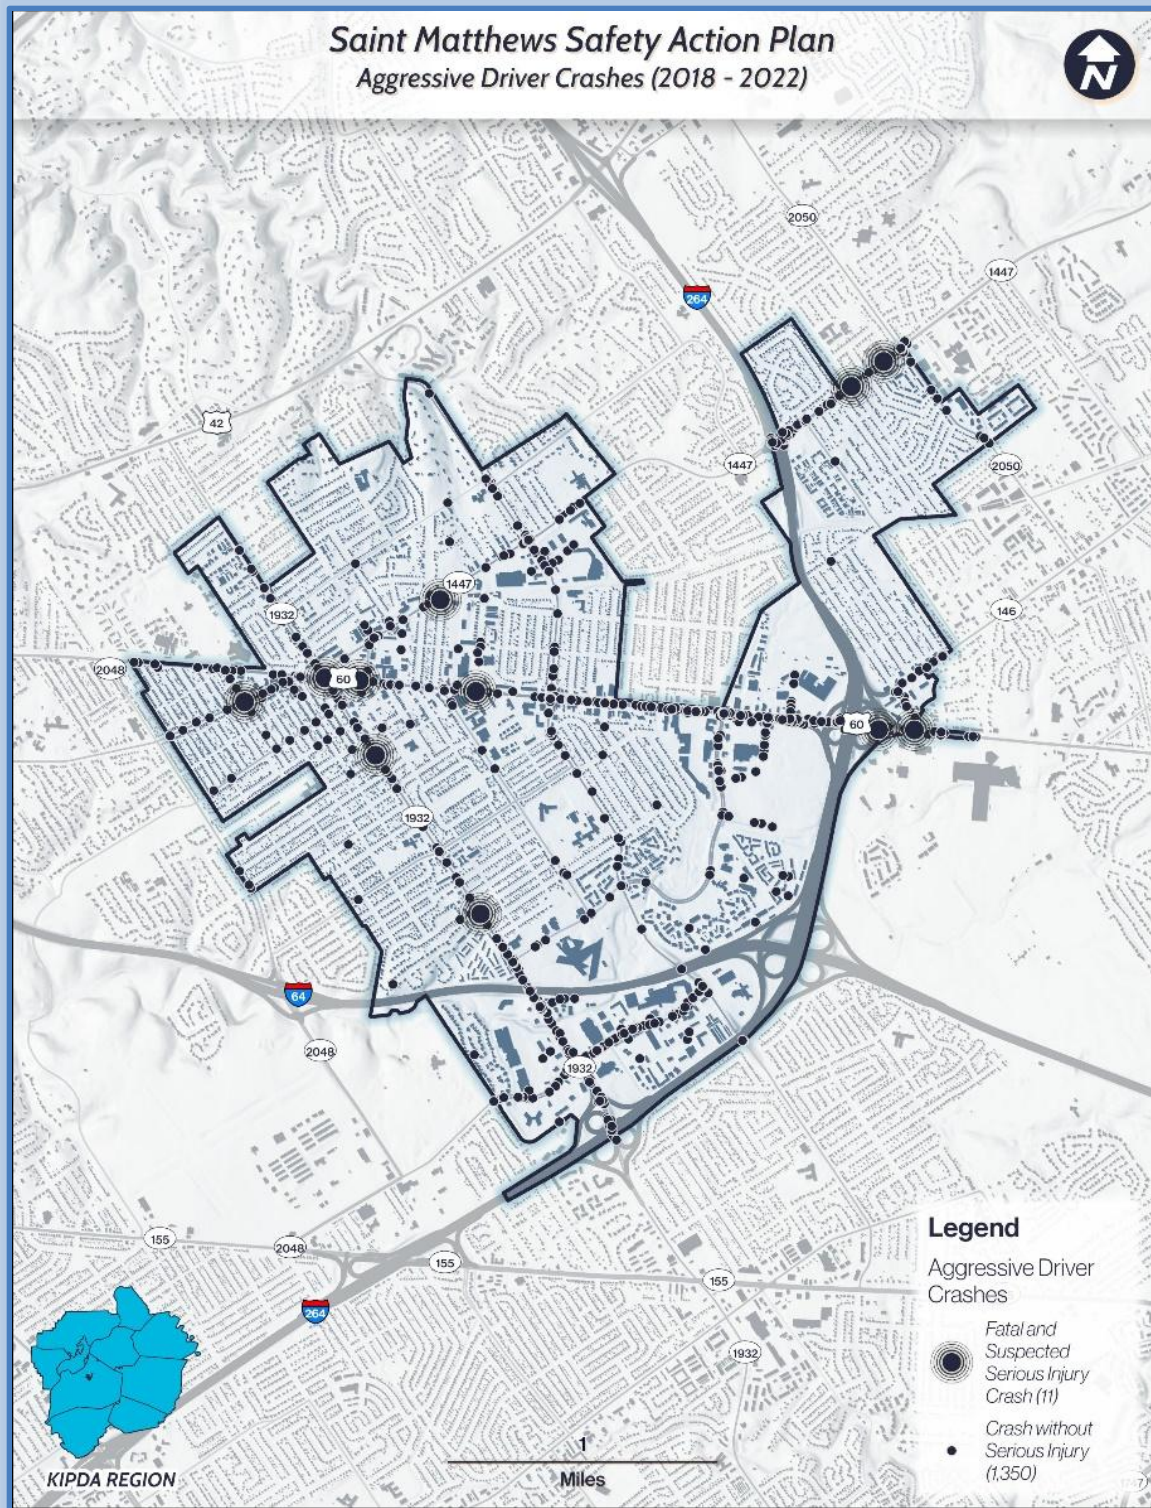 Saint Matthews Safety Action Plan
Aggressive Driver Crashes (2018 - 2022)
N
2050
1447
264
42
1447
2050
1447
1932
146
2048
60
60
1932
64
2048
1932
155
2048
155
155
264
1932
Legend
Aggressive Driver
Crashes
Fatal and
Suspected
Serious Injury
Crash (11)
Crash without
Serious Injury
(1,350)
1
Miles
KIPDA REGION